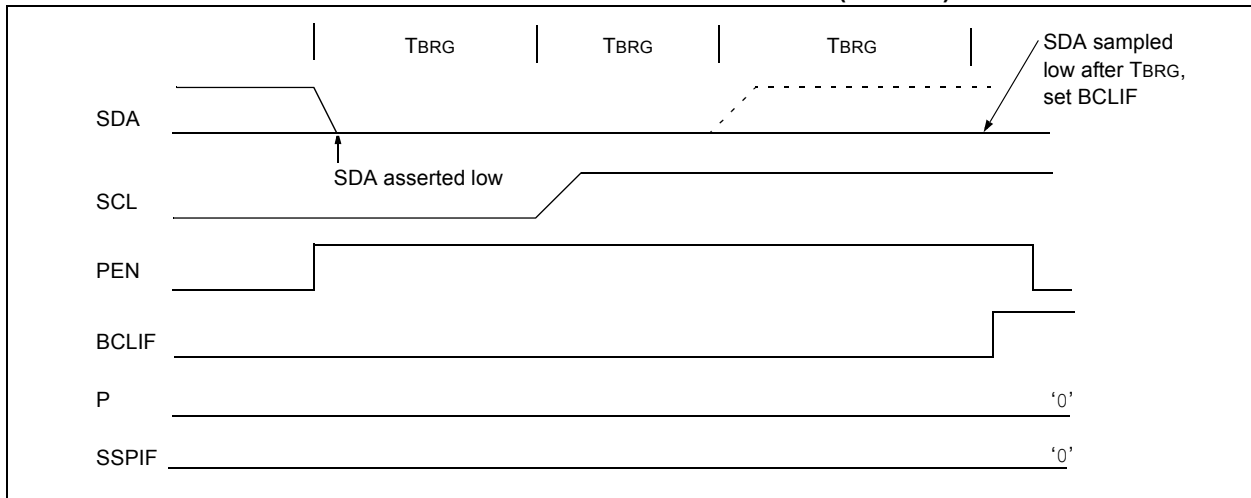 TBRG TBRG TBRG
SDA sampled
low after TBRG,
set BCLIF
SDA
SDA asserted low
SCL
PEN
BCLIF
P '0'
SSPIF '0'